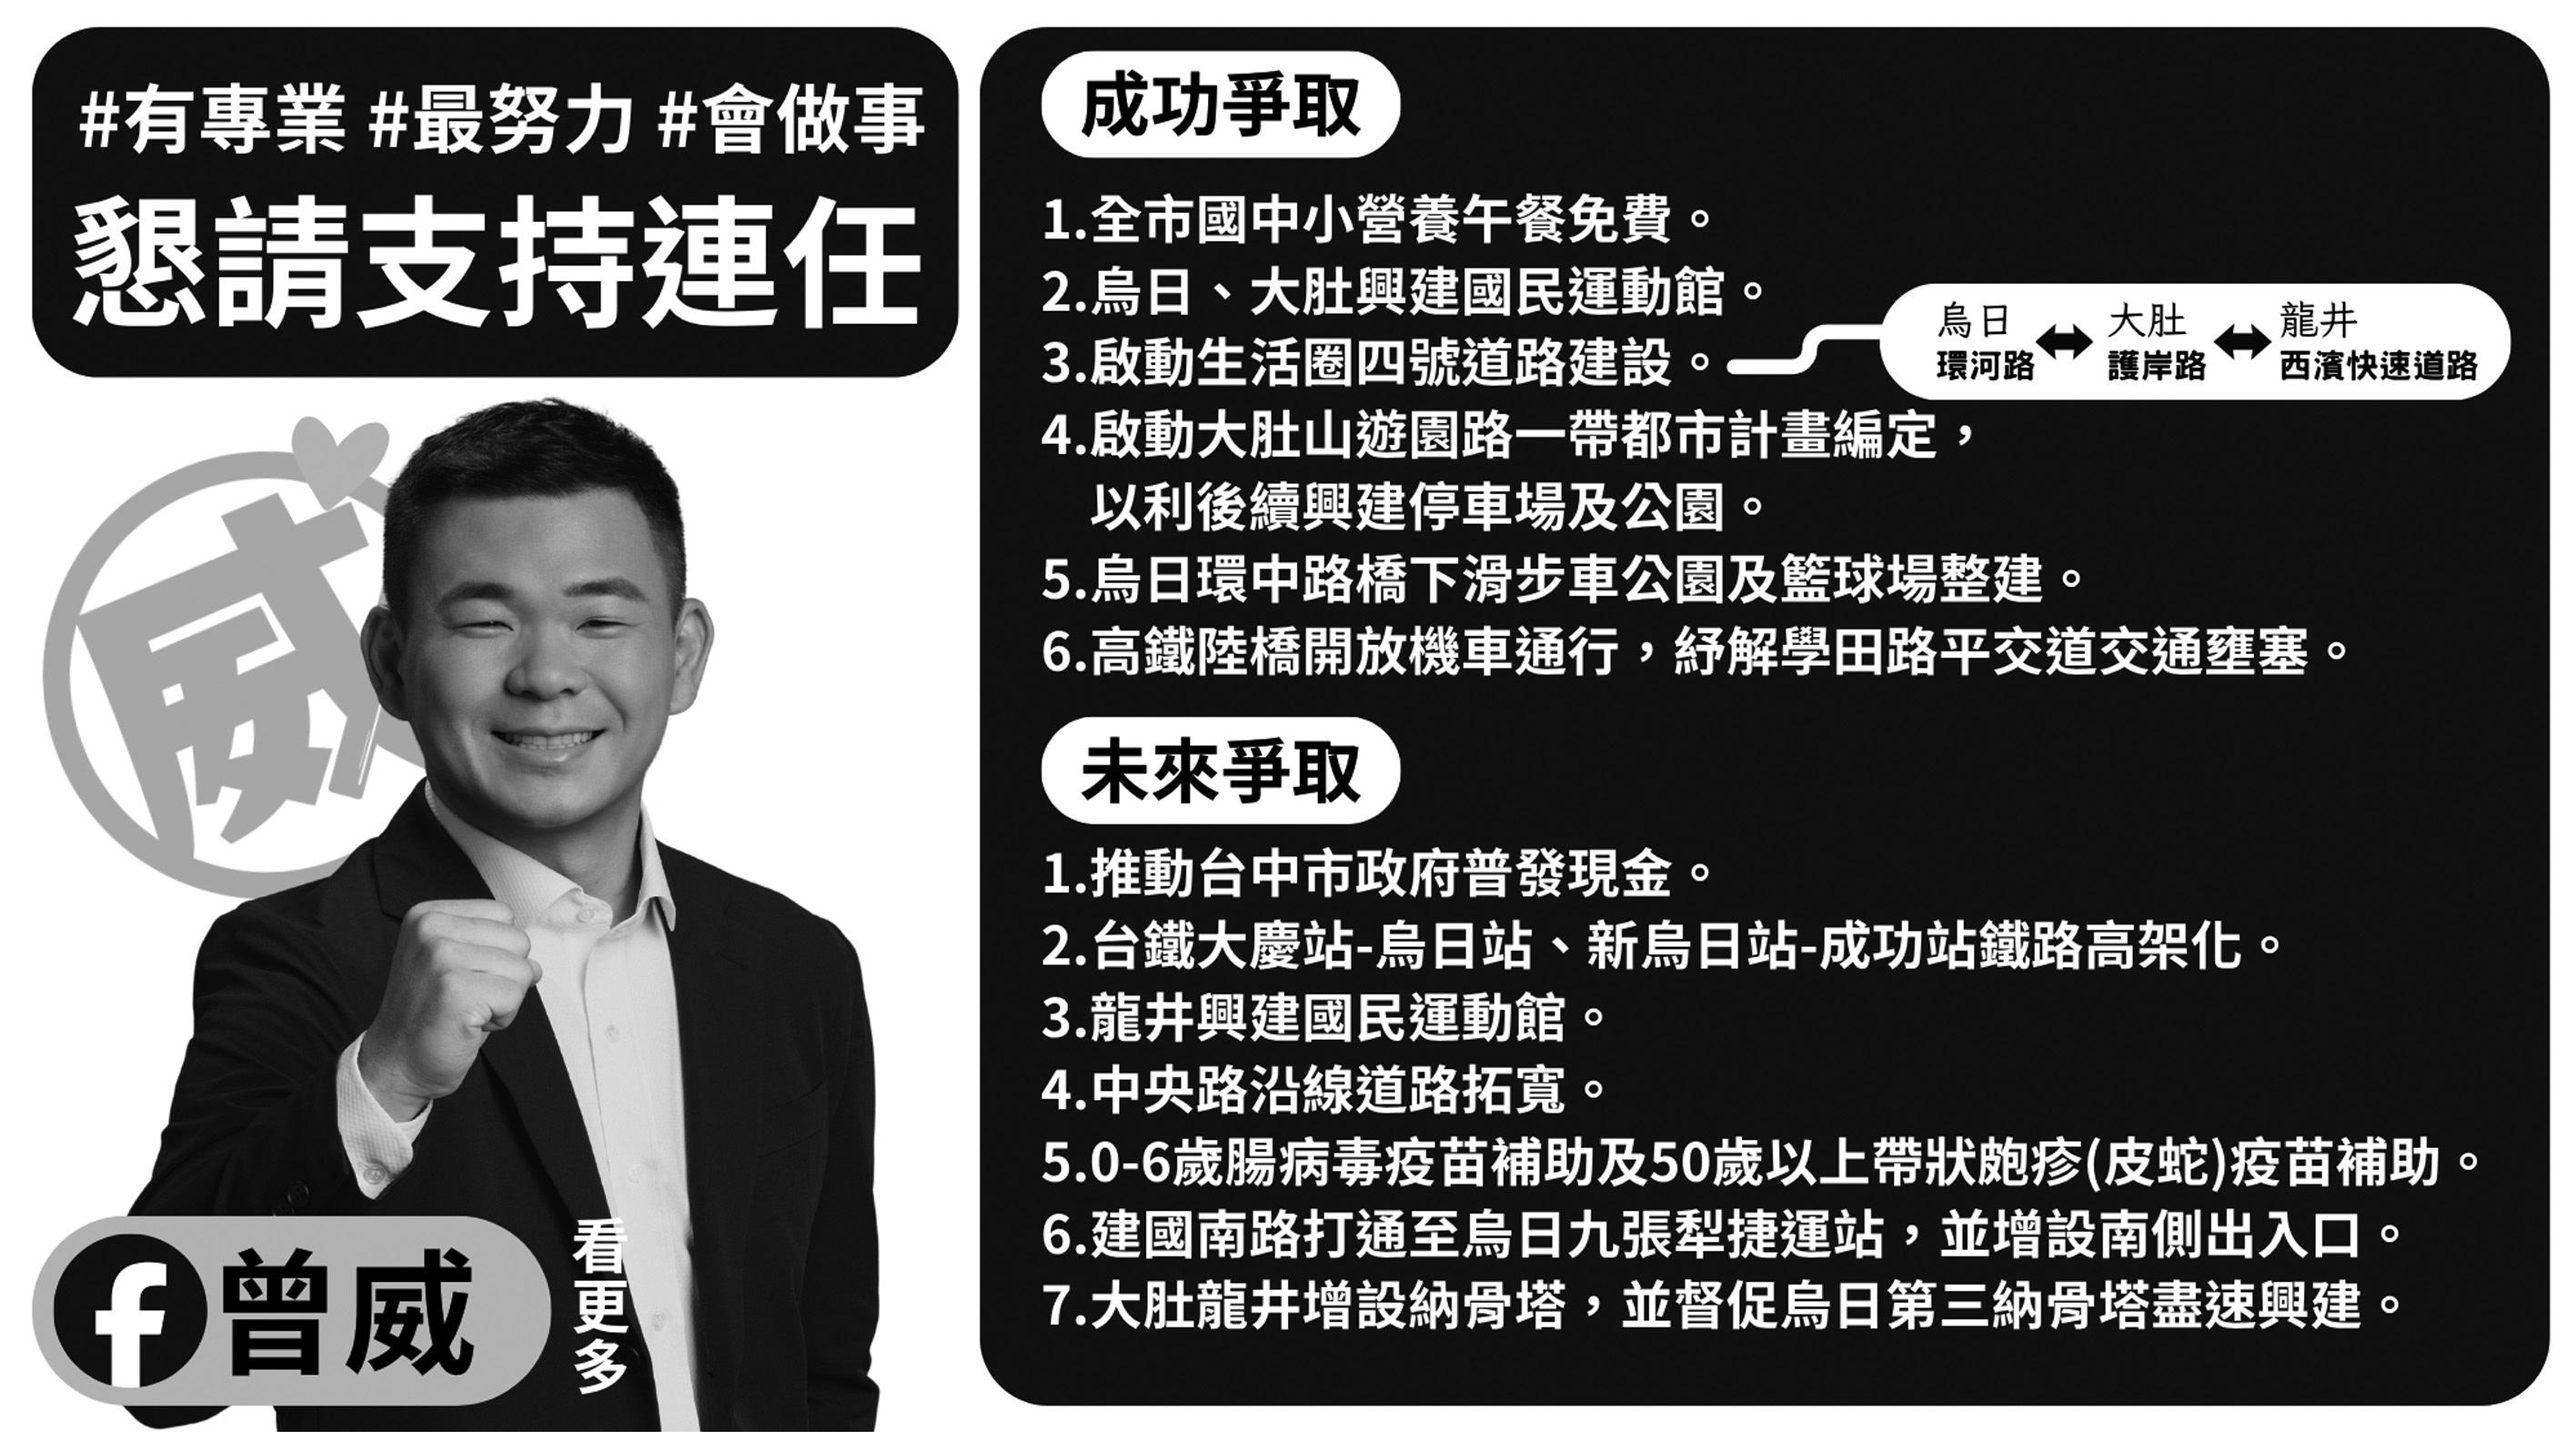 #有專業 #最努力 #會做事
懇請支持連任
威
曾威
看更多
成功爭取
1.全市國中小營養午餐免費。
2.烏日、大肚興建國民運動館。
3.啟動生活圈四號道路建設。
烏日 大肚 龍井
環河路 護岸路 西濱快速道路
4.啟動大肚山遊園路一帶都市計畫編定，
以利後續興建停車場及公園。
5.烏日環中路橋下滑步車公園及籃球場整建。
6.高鐵陸橋開放機車通行，紓解學田路平交道交通壅塞。
未來爭取
1.推動台中市政府普發現金。
2.台鐵大慶站-烏日站、新烏日站-成功站鐵路高架化。
3.龍井興建國民運動館。
4.中央路沿線道路拓寬。
5.0-6歲腸病毒疫苗補助及50歲以上帶狀皰疹(皮蛇)疫苗補助。
6.建國南路打通至烏日九張犁捷運站，並增設南側出入口。
7.大肚龍井增設納骨塔，並督促烏日第三納骨塔盡速興建。